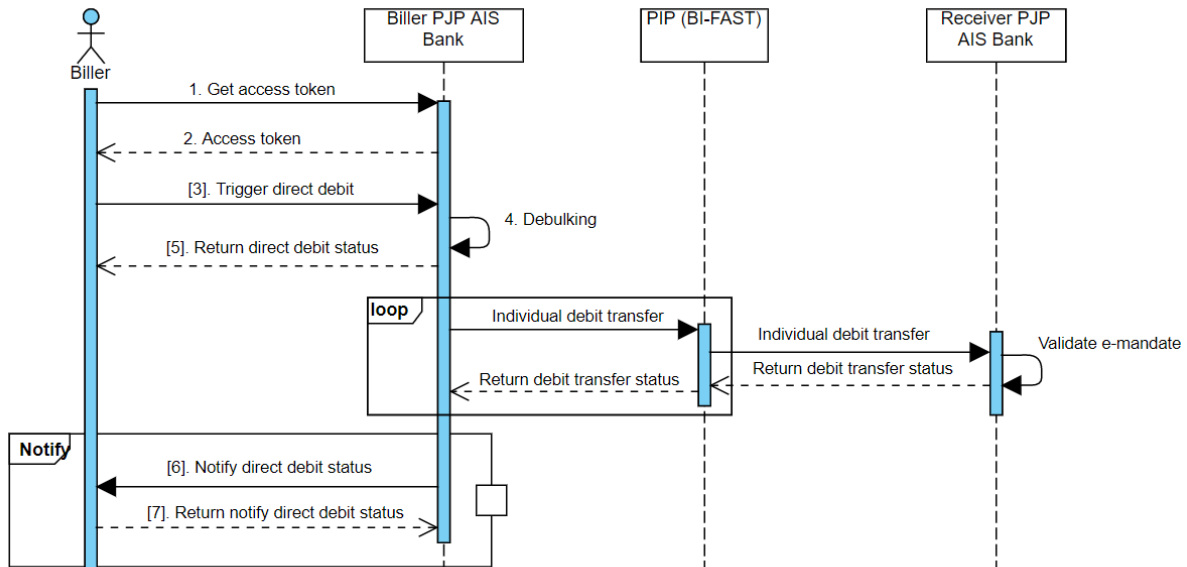 Biller PJP AIS
Bank
PIP (BI-FAST)
Receiver PJP
AIS Bank
Biller
1. Get access token
2. Access token
[3]. Trigger direct debit
4. Debulking
[5]. Return direct debit status
loop
Individual debit transfer
Individual debit transfer
Validate e-mandate
Return debit transfer status
Return debit transfer status
Notify
[6]. Notify direct debit status
[7]. Return notify direct debit status